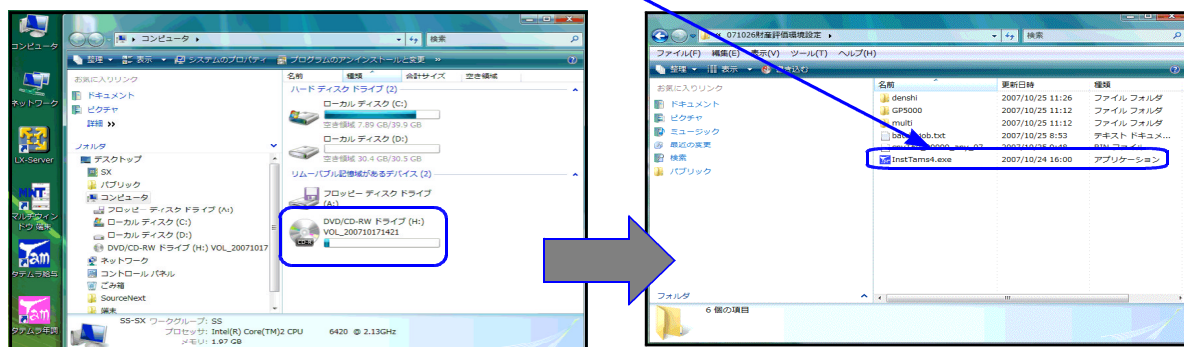 コンピュータ
ネットワーク
LX-Server
マルチウィン
ドウ 端末
タテムラ給与
タテムラ年調
コンピュータ
検索
整理
表示
システムのプロパティ
プログラムのアンインストールと変更
お気に入りリンク
ドキュメント
ピクチャ
詳細
フォルダ
デスクトップ
SX
パブリック
コンピュータ
フロッピー ディスク ドライブ (A:)
ローカル ディスク (C:)
ローカル ディスク (D:)
DVD/CD-RW ドライブ (H:) VOL_20071017
ネットワーク
コントロール パネル
ごみ箱
SourceNext
端末
名前 種類 合計サイズ 空き領域
ハード ディスク ドライブ (2)
ローカル ディスク (C:)
空き領域 7.89 GB/39.9 GB
ローカル ディスク (D:)
空き領域 30.4 GB/30.5 GB
リムーバブル記憶域があるデバイス (2)
フロッピー ディスク ドライブ
(A:)
DVD/CD-RW ドライブ (H:)
VOL_200710171421
SS-SX ワークグループ: SS
プロセッサ: Intel(R) Core(TM)2 CPU 6420 @ 2.13GHz
メモリ: 1.97 GB
071026財産評価環境設定
検索
ファイル(F) 編集(E) 表示(V) ツール(T) ヘルプ(H)
整理
表示
書き込む
お気に入りリンク
ドキュメント
ピクチャ
ミュージック
最近の変更
検索
パブリック
フォルダ
名前 更新日時 種類
denshi 2007/10/25 11:26 ファイル フォルダ
GP5000 2007/10/25 11:12 ファイル フォルダ
multi 2007/10/25 11:12 ファイル フォルダ
2007/10/25 8:53 テキスト ドキュメ...
InstTams4.exe 2007/10/24 16:00 アプリケーション
6 個の項目